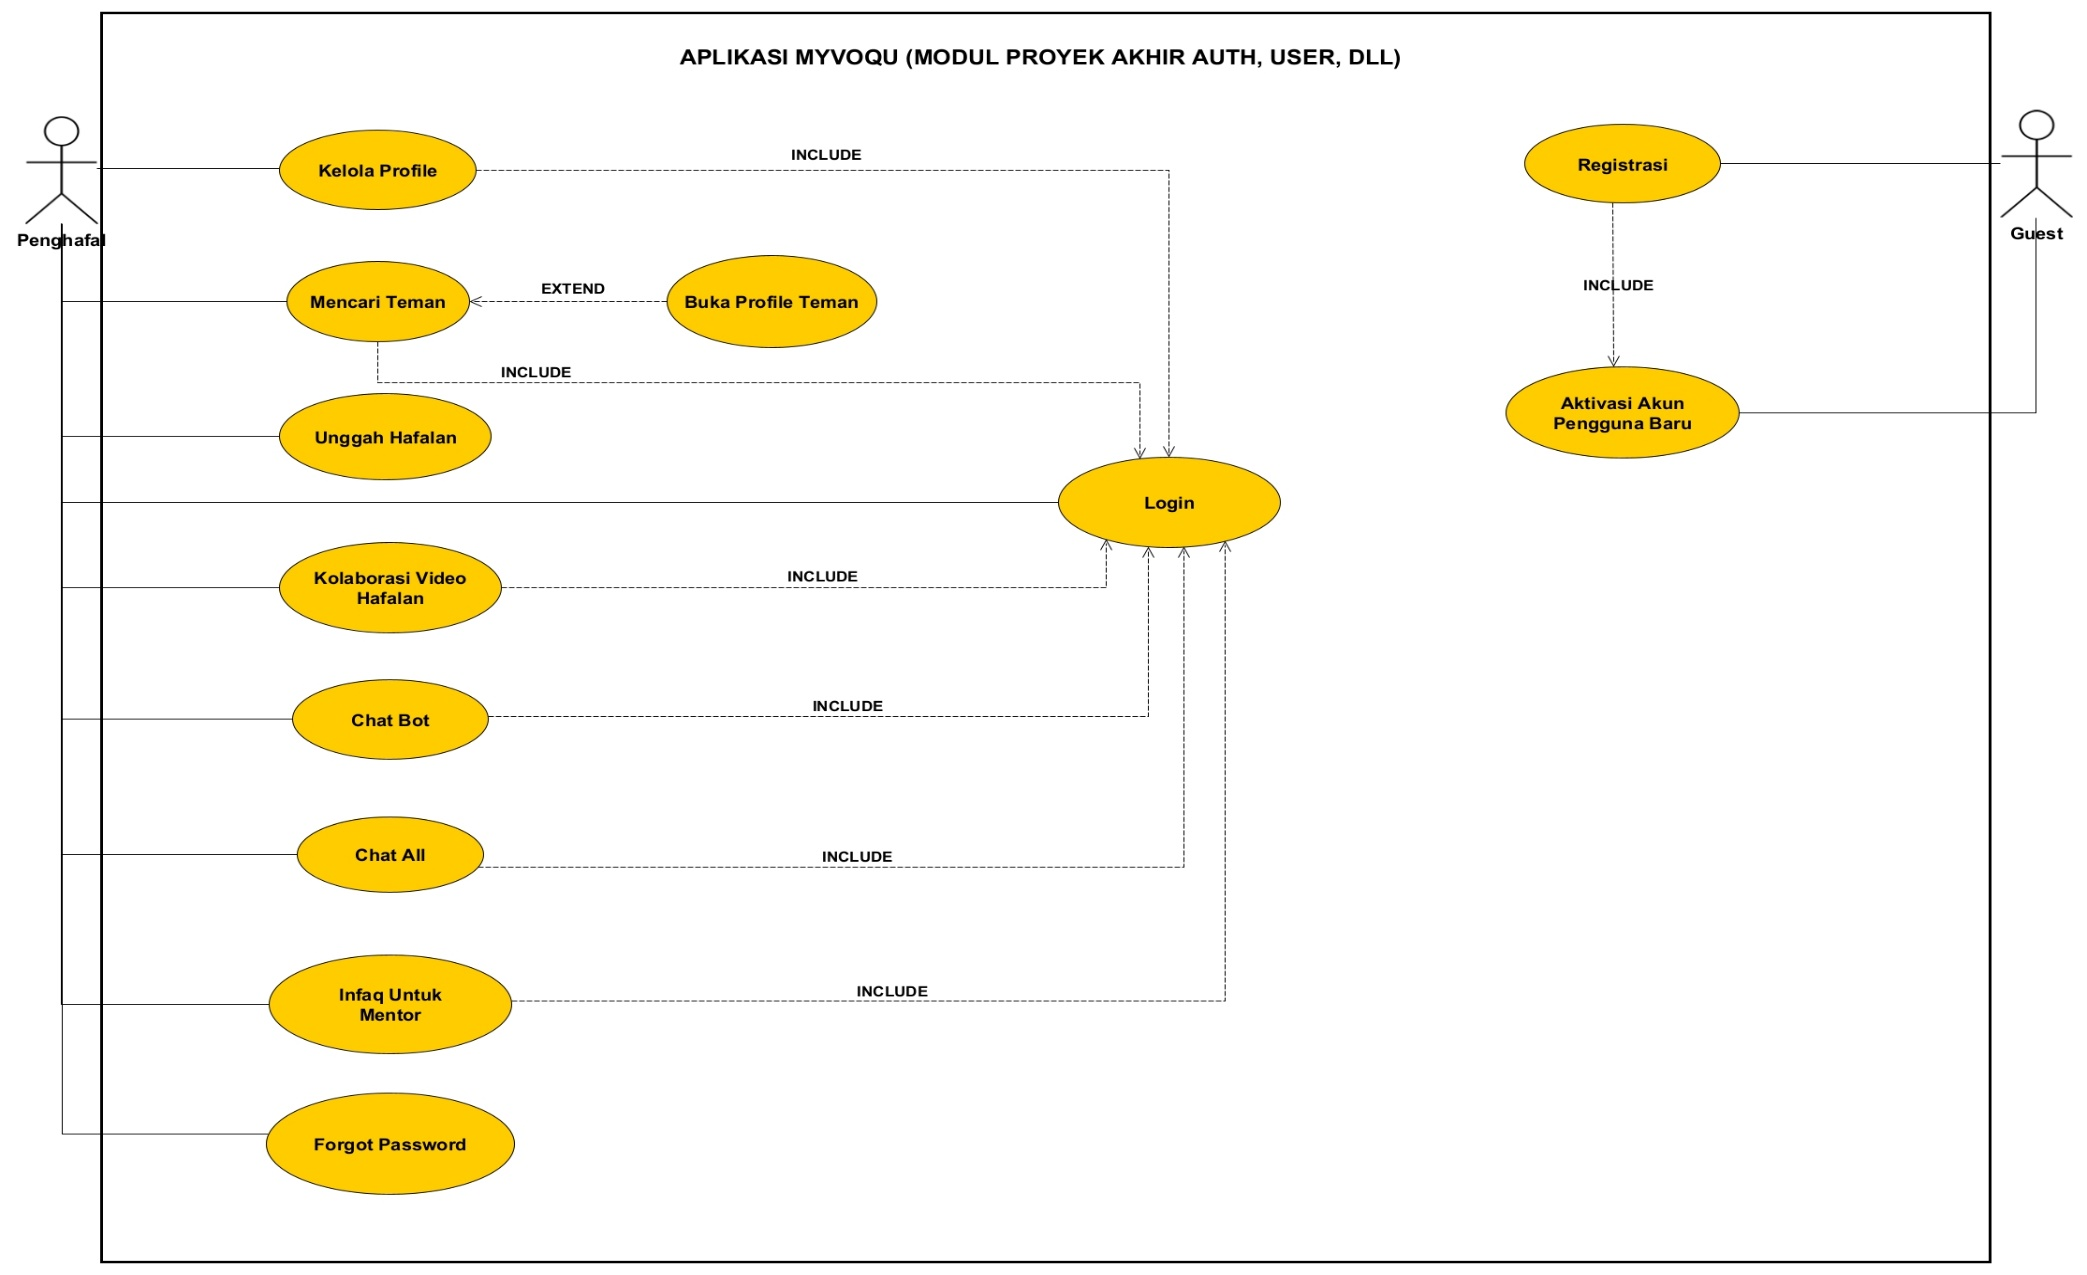 APLIKASI MYVOQU (MODUL PROYEK AKHIR AUTH, USER, DLL)
Penghafal
Guest
Kelola Profile
INCLUDE
Registrasi
Mencari Teman
EXTEND
Buka Profile Teman
INCLUDE
INCLUDE
Aktivasi Akun
Pengguna Baru
Unggah Hafalan
Login
Kolaborasi Video
Hafalan
INCLUDE
Chat Bot
INCLUDE
Chat All
INCLUDE
Infaq Untuk
Mentor
INCLUDE
Forgot Password